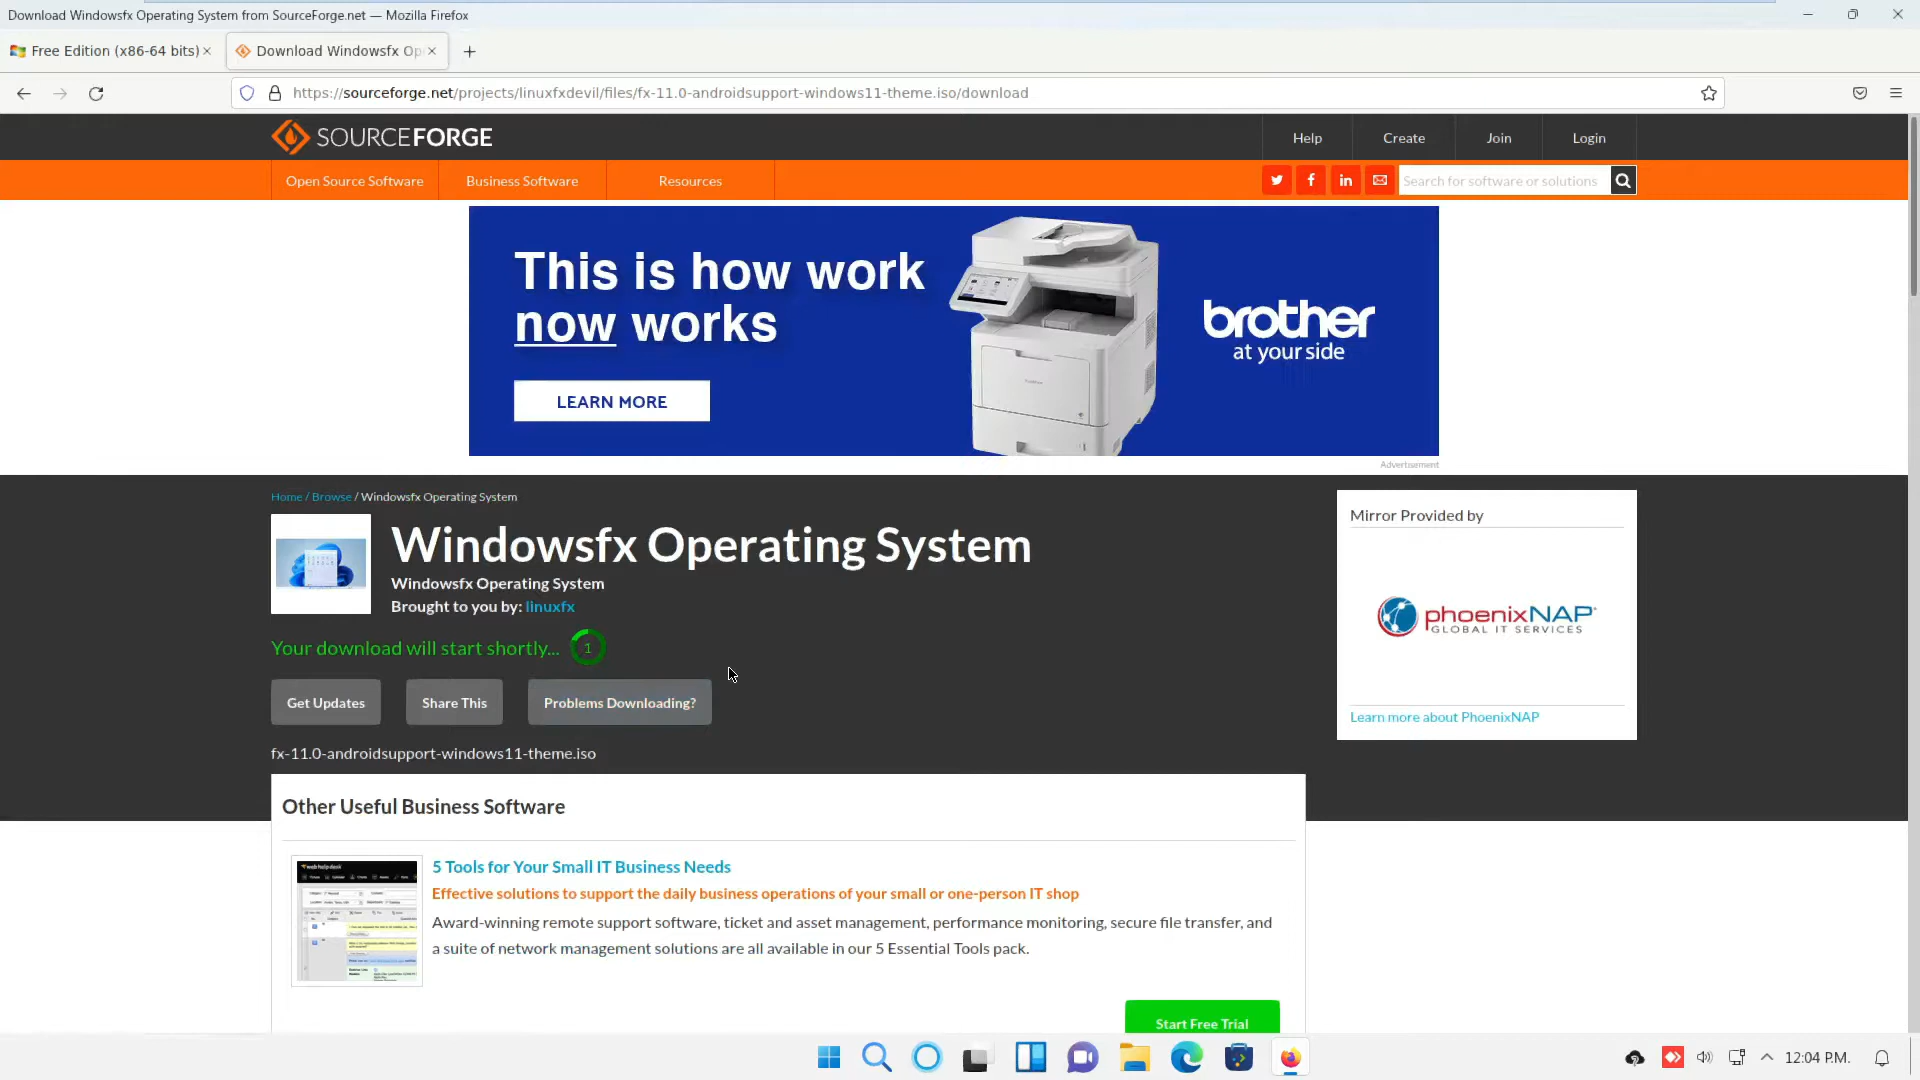 Download Windowsfx Operating System from SourceForge.net — Mozilla Firefox
Free Edition (x86-64 bits)
Download Windowsfx Op
https://sourceforge.net/projects/linuxfxdevil/files/fx-11.0-androidsupport-windows11-theme.iso/download
SOURCEFORGE
Help
Create
Join
Login
Open Source Software
Business Software
Resources
Search for software or solutions
This is how work
now works
LEARN MORE
brother
at your side
Advertisement
Home / Browse / Windowsfx Operating System
Windowsfx Operating System
Windowsfx Operating System
Brought to you by: linuxfx
Your download will start shortly... 1
Get Updates
Share This
Problems Downloading?
fx-11.0-androidsupport-windows11-theme.iso
Mirror Provided by
phoenixNAP
GLOBAL IT SERVICES
Learn more about PhoenixNAP
Other Useful Business Software
5 Tools for Your Small IT Business Needs
Effective solutions to support the daily business operations of your small or one-person IT shop
Award-winning remote support software, ticket and asset management, performance monitoring, secure file transfer, and
a suite of network management solutions are all available in our 5 Essential Tools pack.
Start Free Trial
12:04 P.M.